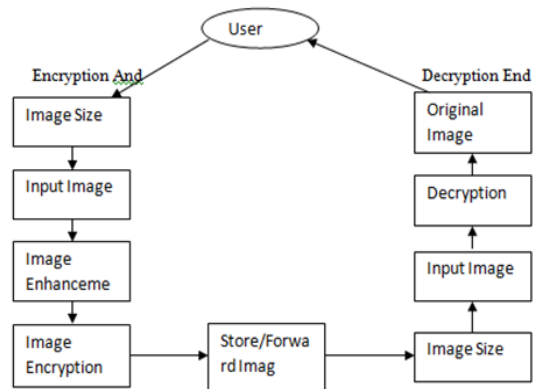 User
Encryption And
Decryption End
Image Size
Input Image
Image
Enhanceme
Image
Encryption
Store/Forwa
rd Imag
Image Size
Input Image
Decryption
Original
Image